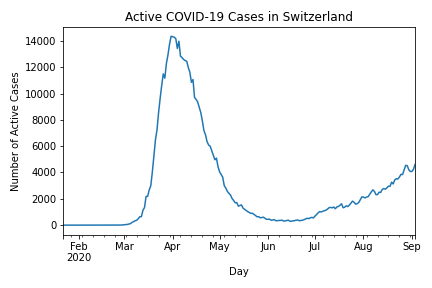 Active COVID-19 Cases in Switzerland
14000
12000
10000
8000
6000
4000
2000
0
Number of Active Cases
Feb Mar Apr May Jun Jul Aug Sep
2020
Day